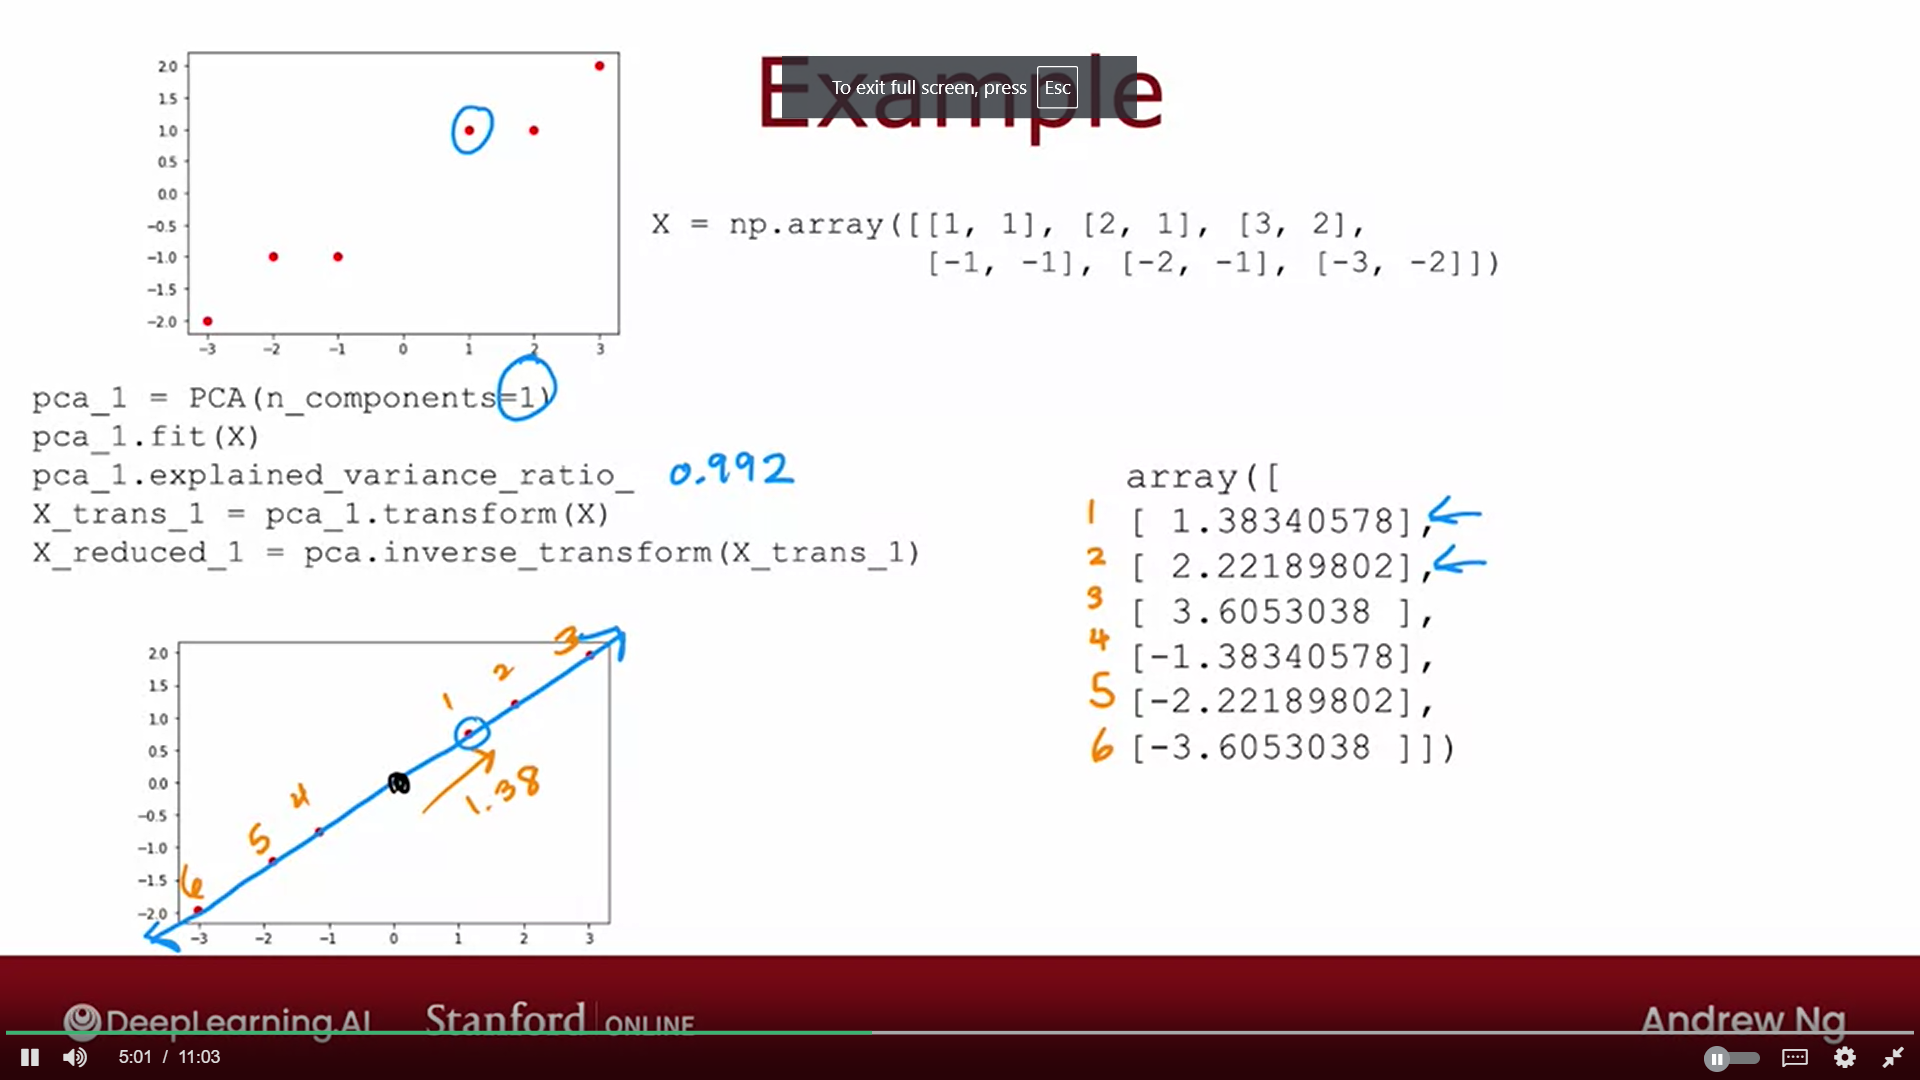 Example
To exit full screen, press Esc
2.0
1.5
1.0
0.5
0.0
−0.5
−1.0
−1.5
−2.0
−3 −2 −1 0 1 2 3
X = np.array([[1, 1], [2, 1], [3, 2],
[-1, -1], [-2, -1], [-3, -2]])
pca_1 = PCA(n_components=1)
pca_1.fit(X)
pca_1.explained_variance_ratio_ 0.992
X_trans_1 = pca_1.transform(X)
X_reduced_1 = pca.inverse_transform(X_trans_1)
array([
1 [ 1.38340578],
2 [ 2.22189802],
3 [ 3.6053038 ],
4 [-1.38340578],
5 [-2.22189802],
6 [-3.6053038 ]])
2.0
1.5
1.0
0.5
0.0
−0.5
−1.0
−1.5
−2.0
−3 −2 −1 0 1 2 3
3
2
1
1.38
4
5
6
DeepLearning.AI Stanford ONLINE Andrew Ng
5:01 / 11:03